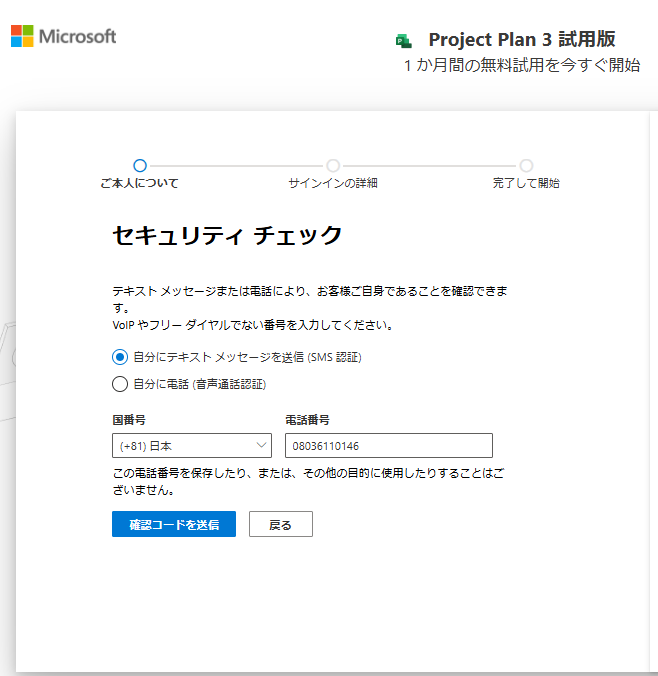 Microsoft
Project Plan 3 試用版
1 か月間の無料試用を今すぐ開始
ご本人について
サインインの詳細
完了して開始
セキュリティ チェック
テキスト メッセージまたは電話により、お客様ご自身であることを確認できま
す。
VoIP やフリー ダイヤルでない番号を入力してください。
自分にテキスト メッセージを送信 (SMS 認証)
自分に電話 (音声通話認証)
国番号
電話番号
(+81) 日本
08036110146
この電話番号を保存したり、または、その他の目的に使用したりすることはご
ざいません。
確認コードを送信
戻る